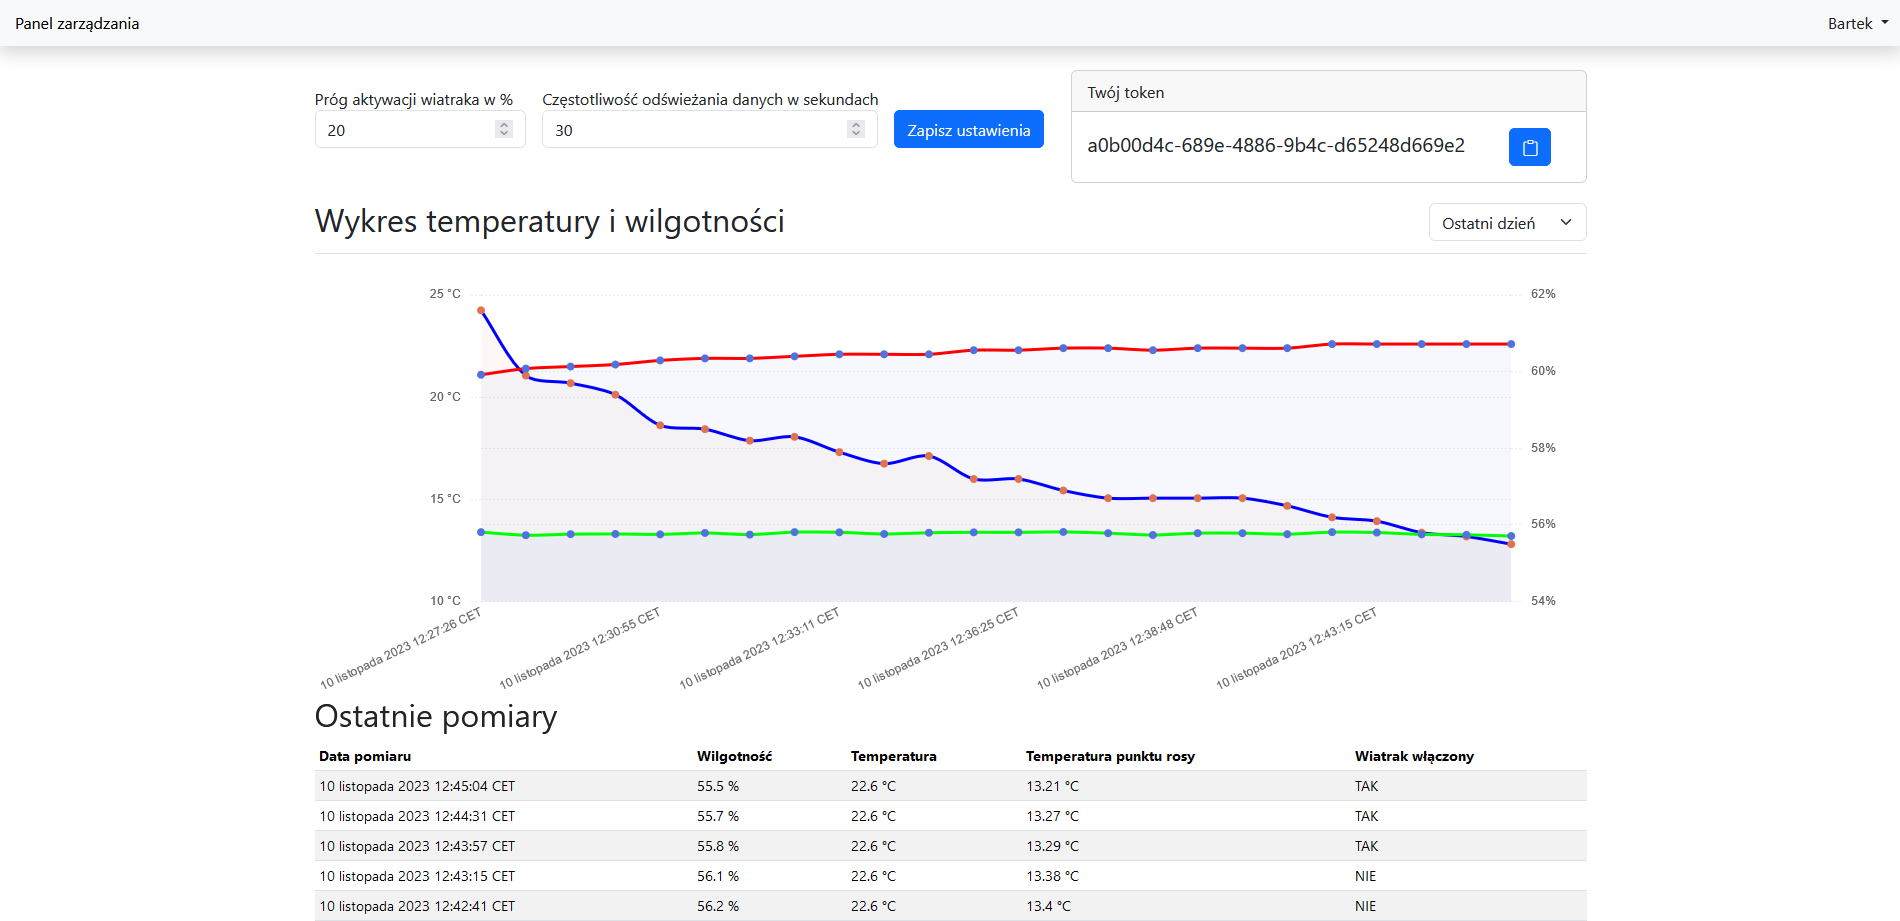 Panel zarządzania
Bartek
Próg aktywacji wiatraka w %
Częstotliwość odświeżania danych w sekundach
20
30
Zapisz ustawienia
Twój token
a0b00d4c-689e-4886-9b4c-d65248d669e2
Wykres temperatury i wilgotności
Ostatni dzień
25 °C
20 °C
15 °C
10 °C
62%
60%
58%
56%
54%
10 listopada 2023 12:27:26 CET
10 listopada 2023 12:30:55 CET
10 listopada 2023 12:33:11 CET
10 listopada 2023 12:36:25 CET
10 listopada 2023 12:38:48 CET
10 listopada 2023 12:43:15 CET
Ostatnie pomiary
Data pomiaru Wilgotność Temperatura Temperatura punktu rosy Wiatrak włączony
10 listopada 2023 12:45:04 CET 55.5 % 22.6 °C 13.21 °C TAK
10 listopada 2023 12:44:31 CET 55.7 % 22.6 °C 13.27 °C TAK
10 listopada 2023 12:43:57 CET 55.8 % 22.6 °C 13.29 °C TAK
10 listopada 2023 12:43:15 CET 56.1 % 22.6 °C 13.38 °C NIE
10 listopada 2023 12:42:41 CET 56.2 % 22.6 °C 13.4 °C NIE